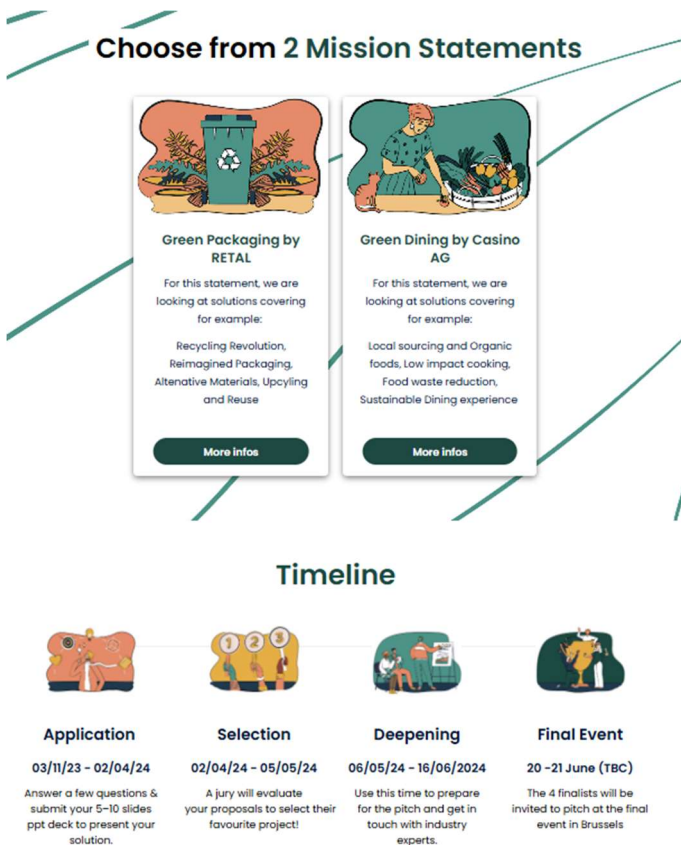 Choose from 2 Mission Statements
Green Packaging by
RETAL
For this statement, we are
looking at solutions covering
for example:
Recycling Revolution,
Reimagined Packaging,
Altenative Materials, Upcyling
and Reuse
More infos
Green Dining by Casino
AG
For this statement, we are
looking at solutions covering
for example:
Local sourcing and Organic
foods, Low impact cooking,
Food waste reduction,
Sustainable Dining experience
More infos
Timeline
1 2 3
Application
03/11/23 - 02/04/24
Answer a few questions &
submit your 5-10 slides
ppt deck to present your
solution.
Selection
02/04/24 - 05/05/24
A jury will evaluate
your proposals to select their
favourite project!
Deepening
06/05/24 - 16/06/2024
Use this time to prepare
for the pitch and get in
touch with industry
experts.
Final Event
20 -21 June (TBC)
The 4 finalists will be
invited to pitch at the final
event in Brussels